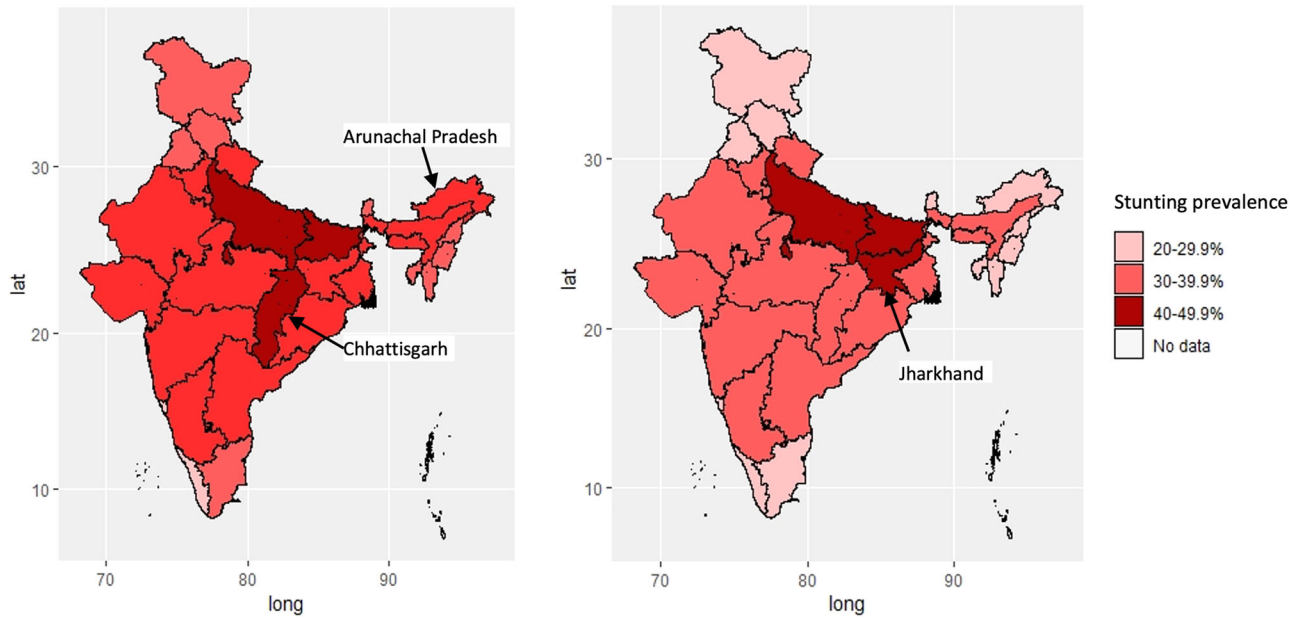 Arunachal Pradesh
Chhattisgarh
30
20
10
lat
70
80
90
long
Jharkhand
30
20
10
lat
70
80
90
long
Stunting prevalence
20-29.9%
30-39.9%
40-49.9%
No data